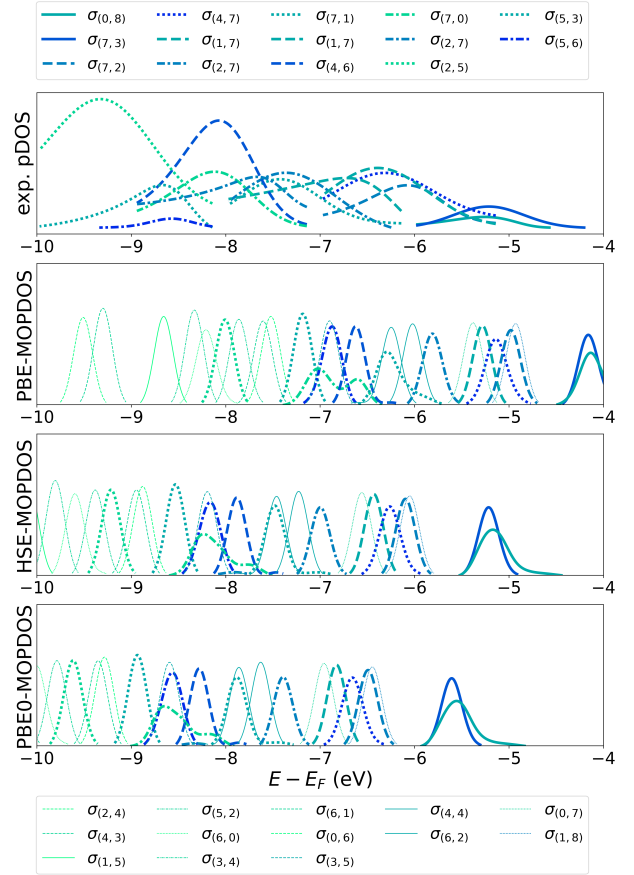 σ(0, 8) σ(4, 7) σ(7, 1) σ(7, 0) σ(5, 3)
σ(7, 3) σ(1, 7) σ(1, 7) σ(2, 7) σ(5, 6)
σ(7, 2) σ(2, 7) σ(4, 6) σ(2, 5)
exp. pDOS
−10 −9 −8 −7 −6 −5 −4
PBE-MOPDOS
−10 −9 −8 −7 −6 −5 −4
HSE-MOPDOS
−10 −9 −8 −7 −6 −5 −4
PBE0-MOPDOS
−10 −9 −8 −7 −6 −5 −4
E − E_F (eV)
σ(2, 4) σ(5, 2) σ(6, 1) σ(4, 4) σ(0, 7)
σ(4, 3) σ(6, 0) σ(0, 6) σ(6, 2) σ(1, 8)
σ(1, 5) σ(3, 4) σ(3, 5)